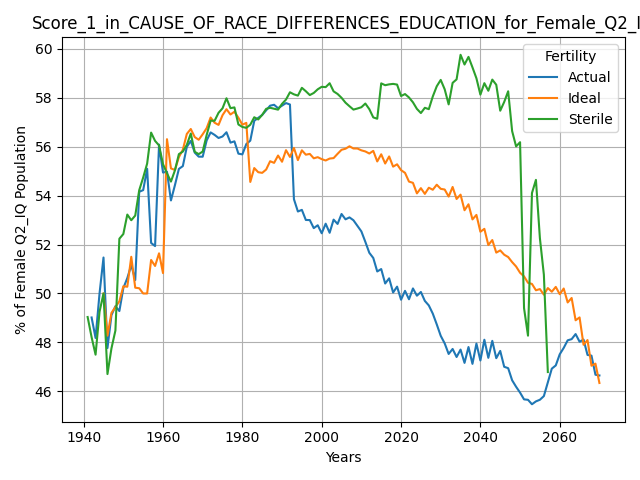 Score_1_in_CAUSE_OF_RACE_DIFFERENCES_EDUCATION_for_Female_Q2_I
Fertility
Actual
Ideal
Sterile
% of Female Q2_IQ Population
60
58
56
54
52
50
48
46
1940 1960 1980 2000 2020 2040 2060
Years